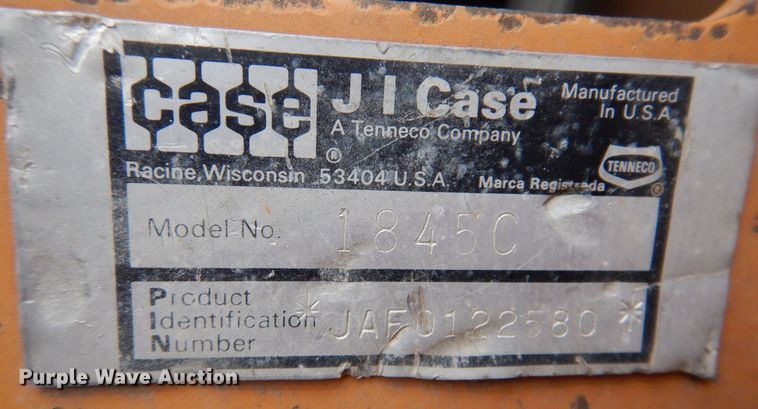 case
J I Case
A Tenneco Company
Manufactured
In U.S.A.
®
Racine, Wisconsin 53404 U.S.A.
Marca Registrada
TENNECO
®
Model No. 1845C
Product
Identification
Number
*JAF0122580*
Purple Wave Auction